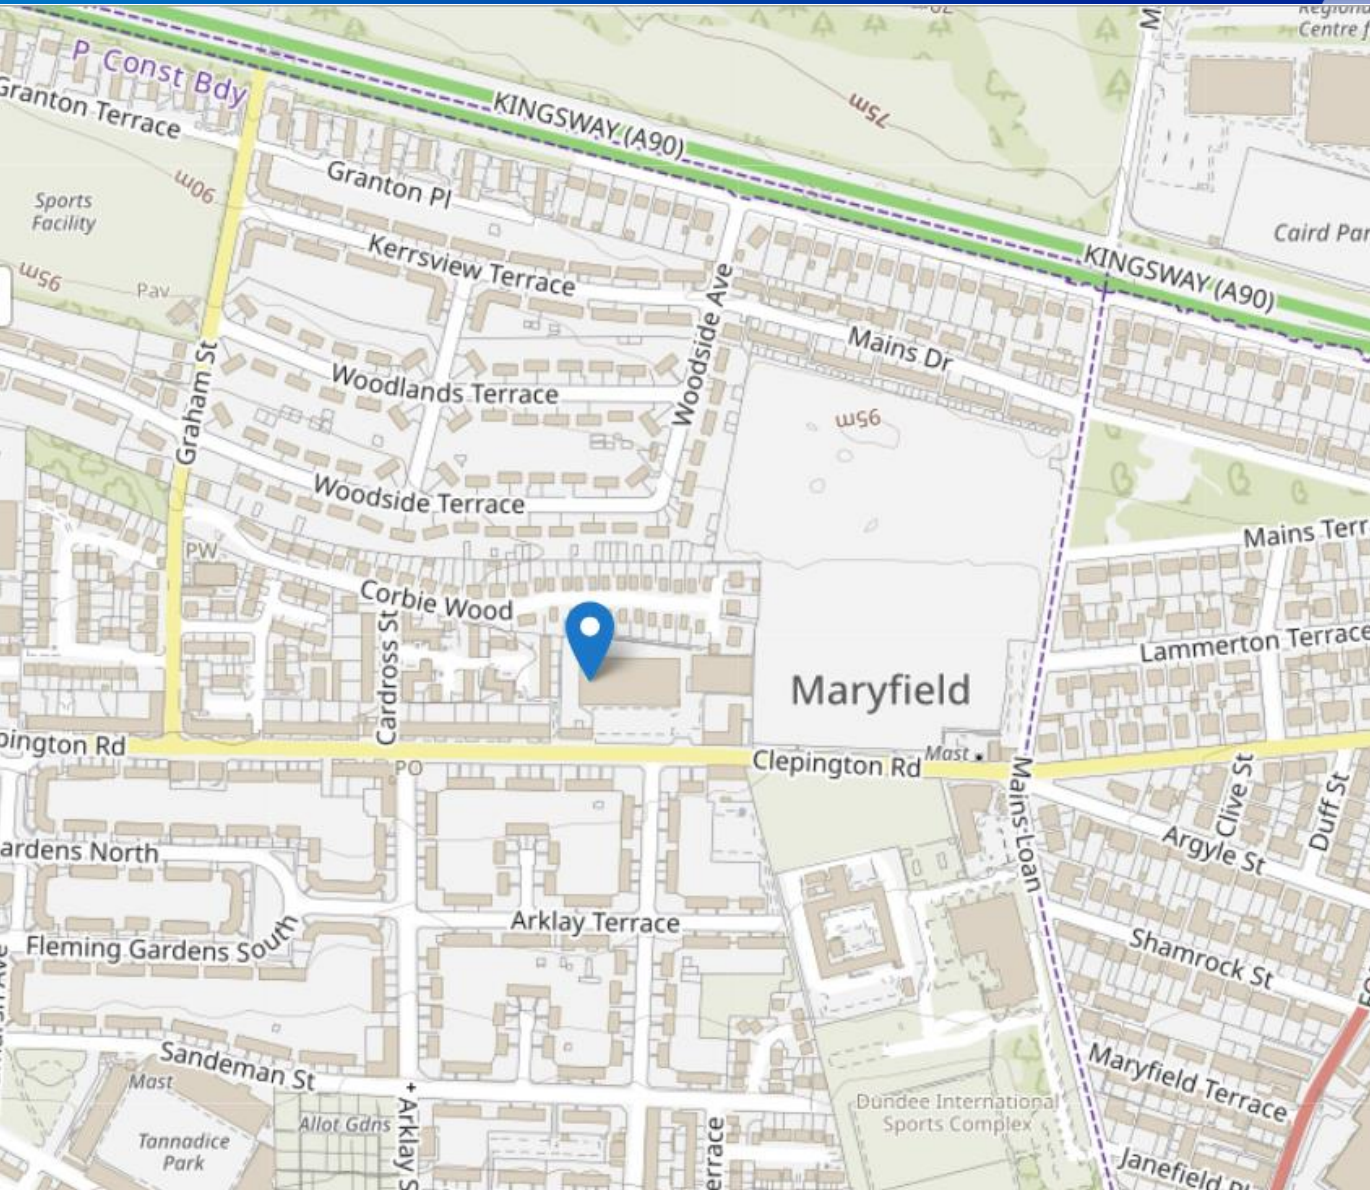 Centre f
P Const Bdy
Granton Terrace
KINGSWAY (A90)
75m
Granton Pl
90m
Sports
Facility
Kerrsview Terrace
Caird Par
KINGSWAY (A90)
95m
Pav
Woodside Ave
Mains Dr
Graham St
Woodlands Terrace
95m
Woodside Terrace
Mains Terr
PW
Corbie Wood
Cardross St
Lammerton Terrace
Maryfield
pington Rd
Clepington Rd
Mast
PO
Mains Loan
Clive St
Duff St
Argyle St
ardens North
Arklay Terrace
Fleming Gardens South
Shamrock St
Sandeman St
Mast
Maryfield Terrace
Allot Gdns
Arklay S
Dundee International
Sports Complex
Tannadice
Park
errace
Janefield Pl